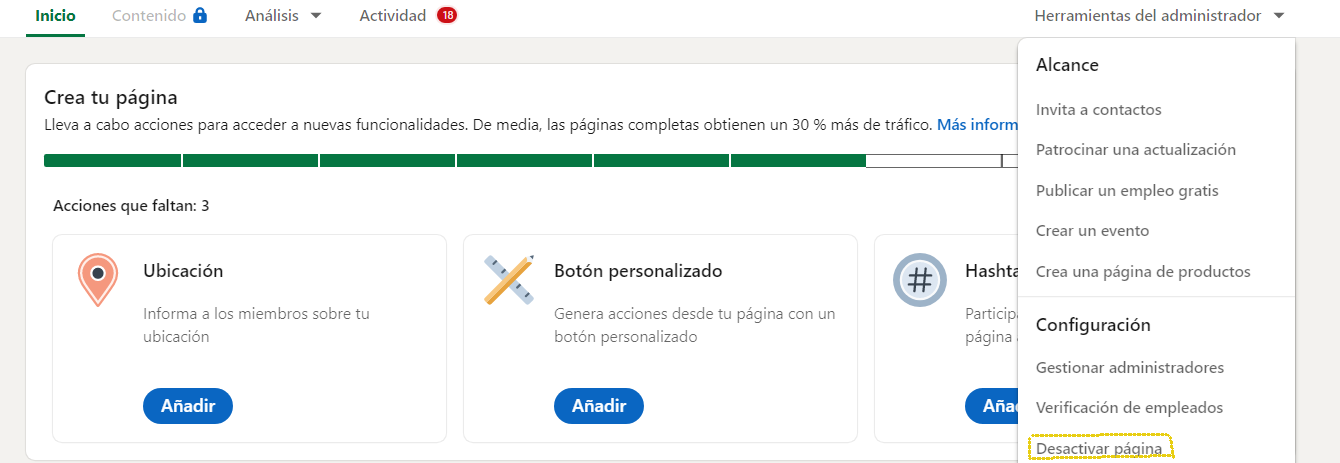 Inicio Contenido Análisis Actividad 18 Herramientas del administrador
Crea tu página
Lleva a cabo acciones para acceder a nuevas funcionalidades. De media, las páginas completas obtienen un 30 % más de tráfico. Más inform
Acciones que faltan: 3
Ubicación
Informa a los miembros sobre tu
ubicación
Añadir
Botón personalizado
Genera acciones desde tu página con un
botón personalizado
Añadir
#
Hashta
Particip
página
Aña
Alcance
Invita a contactos
Patrocinar una actualización
Publicar un empleo gratis
Crear un evento
Crea una página de productos
Configuración
Gestionar administradores
Verificación de empleados
Desactivar página